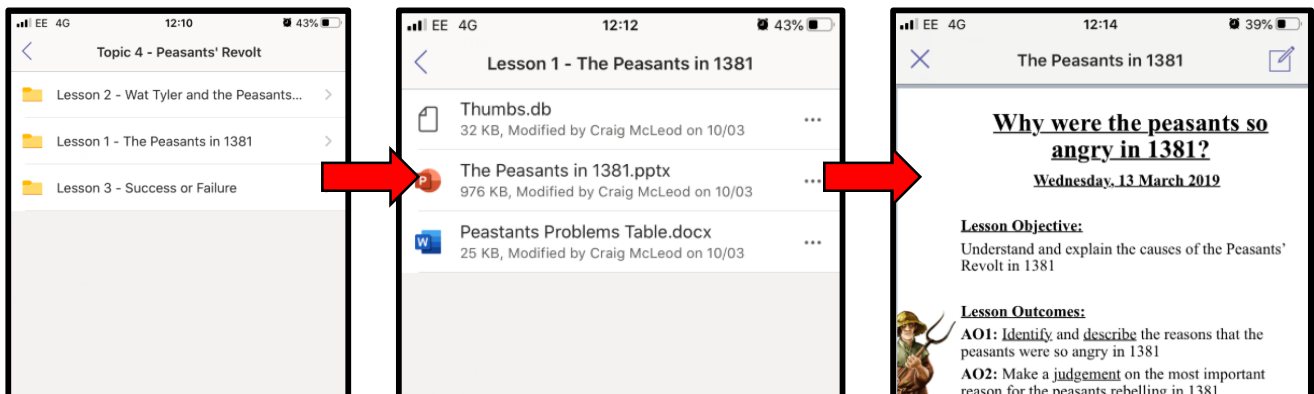 EE 4G 12:10 43%
Topic 4 - Peasants' Revolt
Lesson 2 - Wat Tyler and the Peasants...
Lesson 1 - The Peasants in 1381
Lesson 3 - Success or Failure
EE 4G 12:12 43%
Lesson 1 - The Peasants in 1381
Thumbs.db
32 KB, Modified by Craig McLeod on 10/03
The Peasants in 1381.pptx
976 KB, Modified by Craig McLeod on 10/03
Peastants Problems Table.docx
25 KB, Modified by Craig McLeod on 10/03
EE 4G 12:14 39%
The Peasants in 1381
Why were the peasants so
angry in 1381?
Wednesday, 13 March 2019
Lesson Objective:
Understand and explain the causes of the Peasants'
Revolt in 1381
Lesson Outcomes:
AO1: Identify and describe the reasons that the
peasants were so angry in 1381
AO2: Make a judgement on the most important
reason for the peasants rebelling in 1381